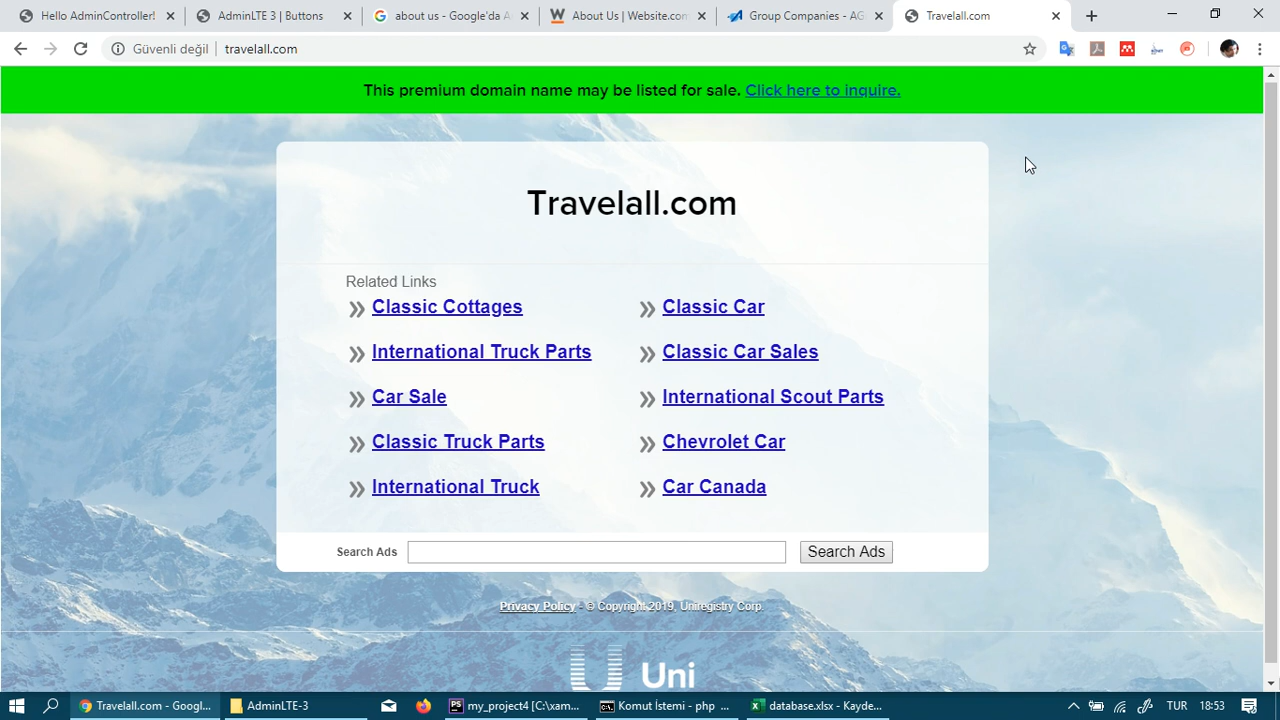 Hello AdminController!
AdminLTE 3 | Buttons
about us - Google'da A
About Us | Website.com
Group Companies - AG
Travelall.com
Güvenli değil
travelall.com
This premium domain name may be listed for sale. Click here to inquire.
Travelall.com
Related Links
Classic Cottages
Classic Car
International Truck Parts
Classic Car Sales
Car Sale
International Scout Parts
Classic Truck Parts
Chevrolet Car
International Truck
Car Canada
Search Ads
Search Ads
Privacy Policy - © Copyright 2019, Uniregistry Corp.
U Uni
Travelall.com - Googl...
AdminLTE-3
my_project4 [C:\xam...
Komut İstemi - php ...
database.xlsx - Kayde...
TUR
18:53